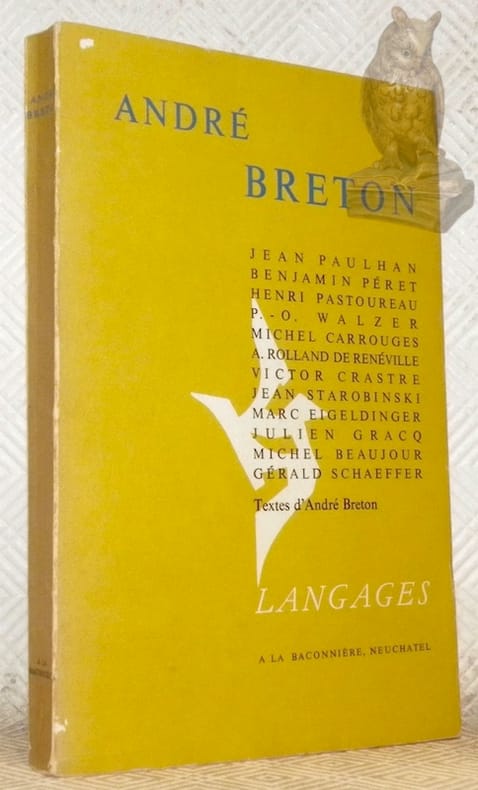 ANDRÉ
BRETON
JEAN PAULHAN
BENJAMIN PÉRET
HENRI PASTOUREAU
P.-O. WALZER
MICHEL CARROUGES
A. ROLLAND DE RENÉVILLE
VICTOR CRASTRE
JEAN STAROBINSKI
MARC EIGELDINGER
JULIEN GRACQ
MICHEL BEAUJOUR
GÉRALD SCHAEFFER
Textes d'André Breton
LANGAGES
A LA BACONNIÈRE, NEUCHATEL